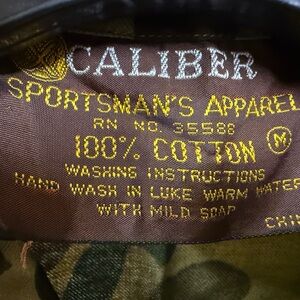 CALIBER
SPORTSMAN'S APPAREL
RN NO. 35588
100% COTTON M
WASHING INSTRUCTIONS
HAND WASH IN LUKE WARM WATER
WITH MILD SOAP